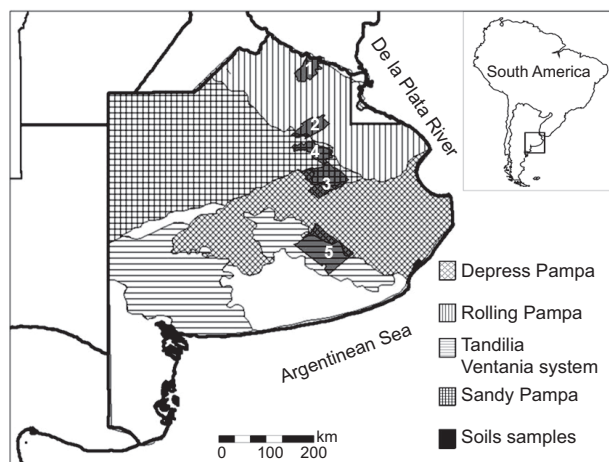 De la Plata River
South America
1
2
4
3
5
Depress Pampa
Rolling Pampa
Tandilia
Ventania system
Sandy Pampa
Soils samples
Argentinean Sea
km
0 100 200